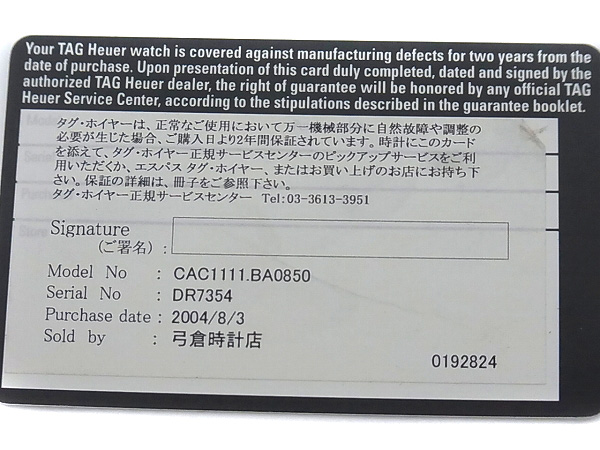 Your TAG Heuer watch is covered against manufacturing defects for two years from the
date of purchase. Upon presentation of this card duly completed, dated and signed by the
authorized TAG Heuer dealer, the right of guarantee will be honored by any official TAG
Heuer Service Center, according to the stipulations described in the guarantee booklet.
タグ・ホイヤーは、正常なご使用において万一機械部分に自然故障や調整の
必要が生じた場合、ご購入日より2年間保証されています。時計にこのカード
を添えて、タグ・ホイヤー正規サービスセンターのピックアップサービスをご利
用いただくか、エスパス タグ・ホイヤー、またはお買い上げのお店にお持ち下
さい。保証の詳細は、冊子をご参照下さい。
タグ・ホイヤー正規サービスセンター Tel:03-3613-3951
Signature
(ご署名) :
Model No : CAC1111.BA0850
Serial No : DR7354
Purchase date : 2004/8/3
Sold by : 弓倉時計店
0192824